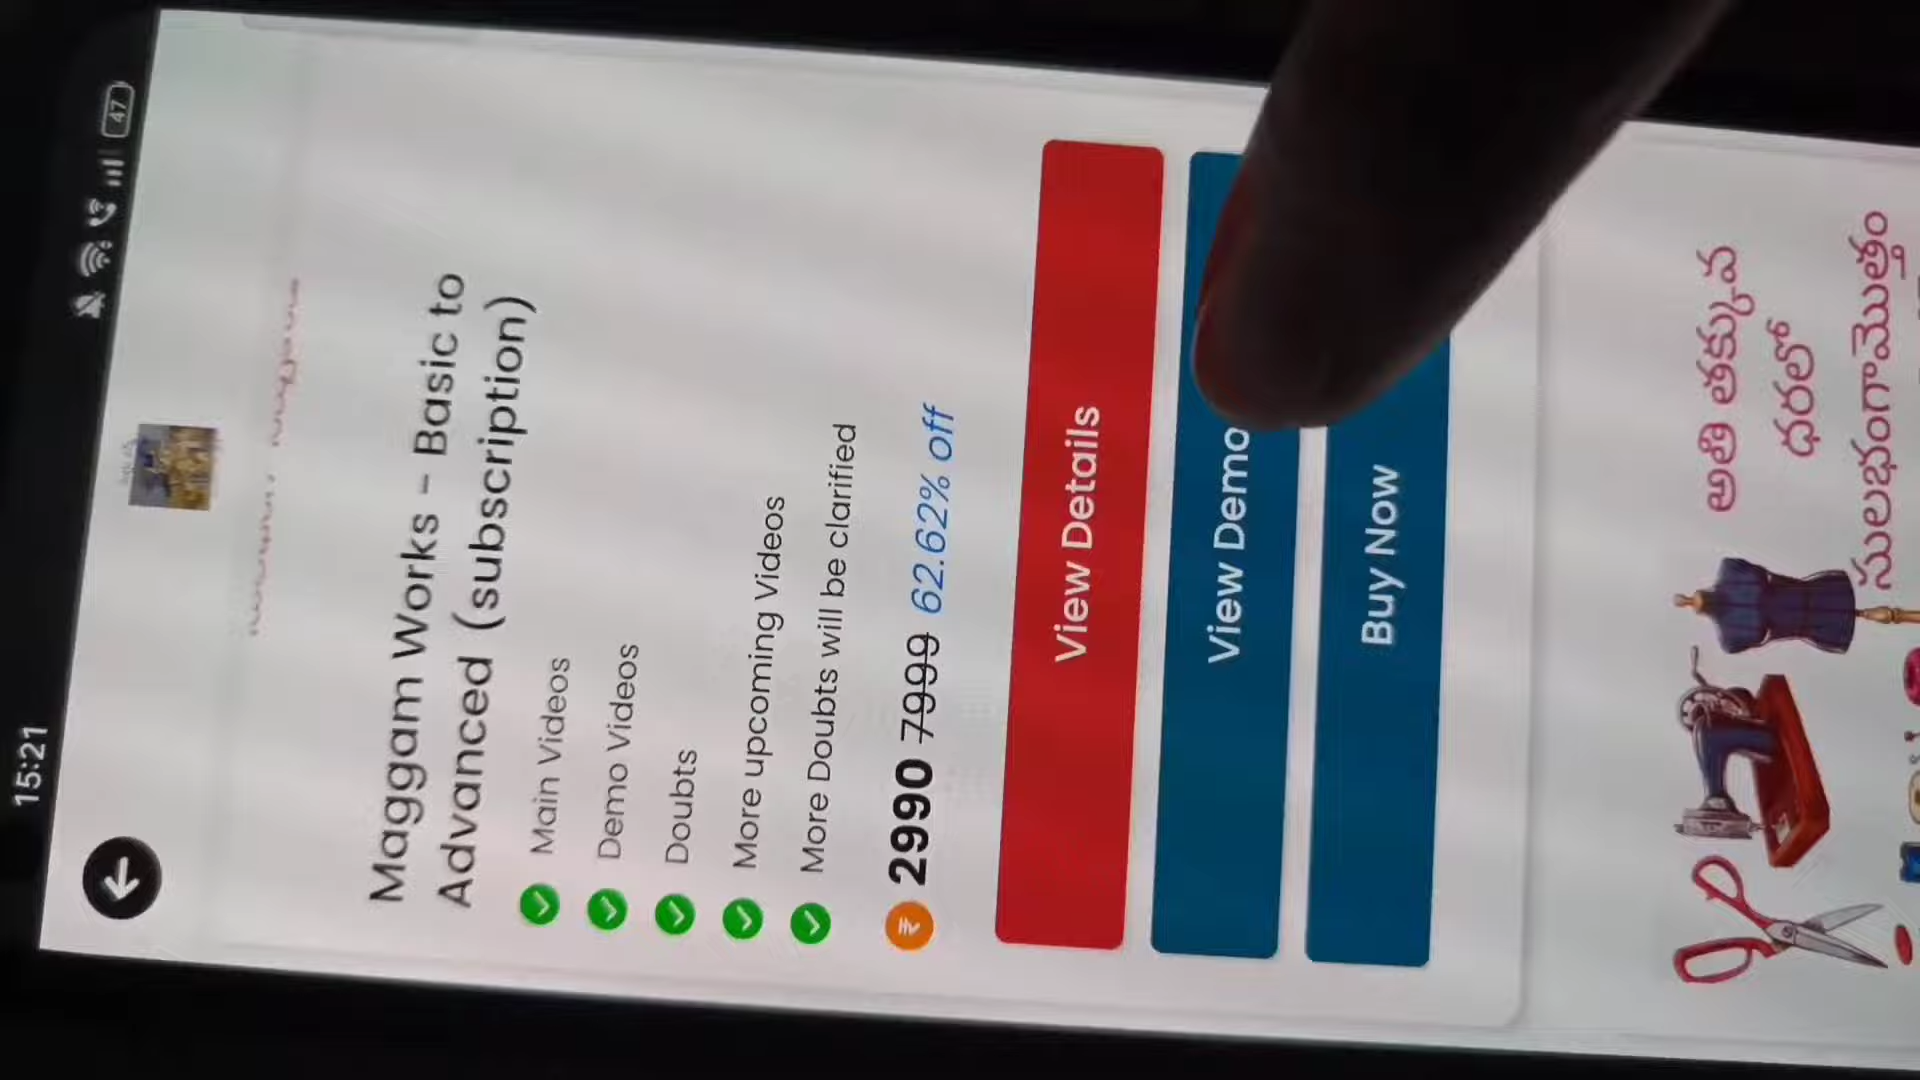 15:21
47
Maggam Works - Basic to
Advanced (subscription)
Main Videos
Demo Videos
Doubts
More upcoming Videos
More Doubts will be clarified
₹ 2990 7999 62.62% off
View Details
View Demo
Buy Now
అతి తక్కువ
ధరలో
సులభంగామొత్తం